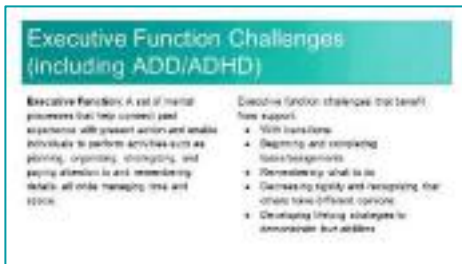 Executive Function Challenges
(including ADD/ADHD)
Executive Function: A set of mental
processes that help connect past
experience with present action and enable
individuals to perform activities such as
planning, organizing, strategizing, and
paying attention to and remembering
details, all while managing time and
space.
Executive function challenges that benefit
from support:
• With transitions
• Beginning and completing
tasks/assignments
• Remembering what to do
• Decreasing rigidity and recognizing that
others have different opinions
• Developing lifelong strategies to
demonstrate true abilities